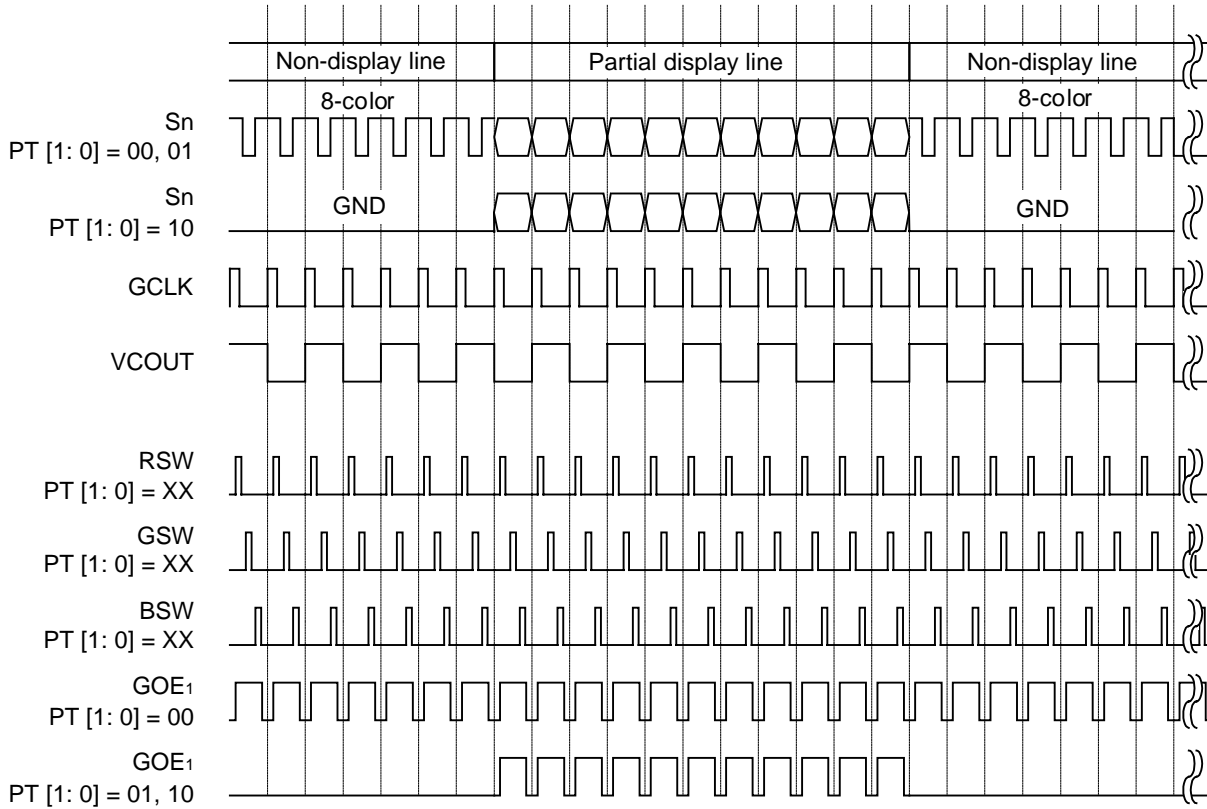 Non-display line Partial display line Non-display line
8-color 8-color
Sn
PT [1: 0] = 00, 01
Sn
PT [1: 0] = 10
GND GND
GCLK
VCOUT
RSW
PT [1: 0] = XX
GSW
PT [1: 0] = XX
BSW
PT [1: 0] = XX
GOE1
PT [1: 0] = 00
GOE1
PT [1: 0] = 01, 10